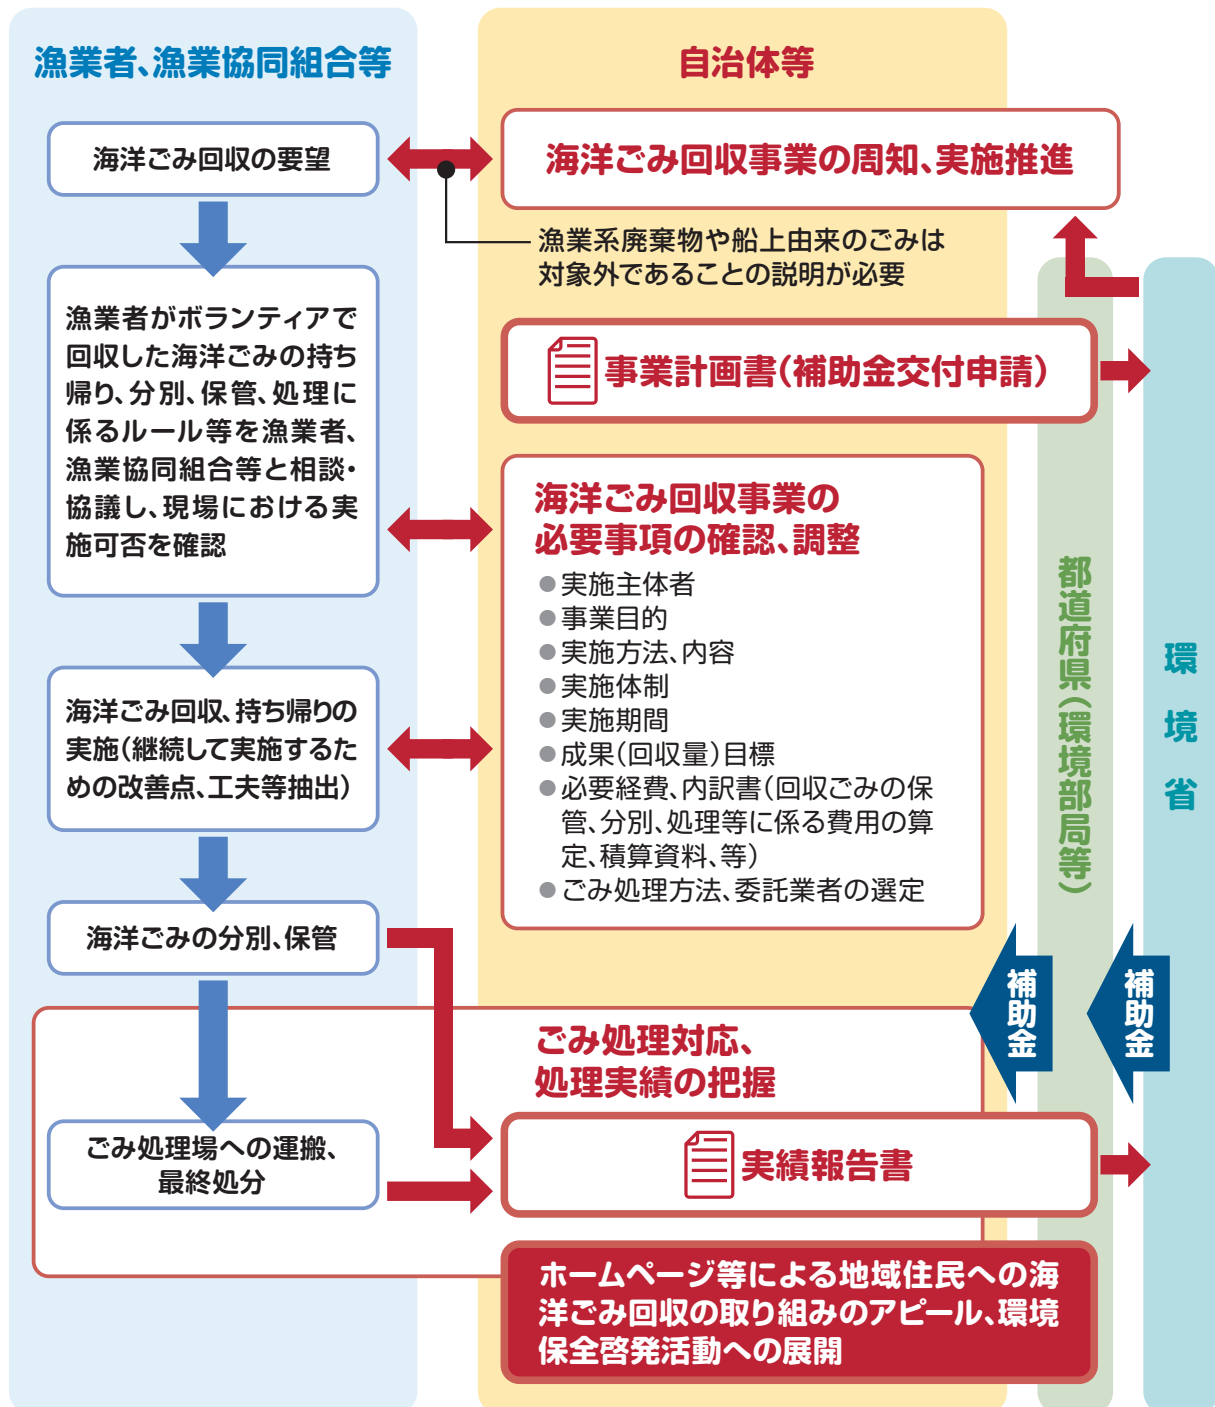 漁業者、漁業協同組合等
海洋ごみ回収の要望
漁業者がボランティアで
回収した海洋ごみの持ち
帰り、分別、保管、処理に
係るルール等を漁業者、
漁業協同組合等と相談・
協議し、現場における実
施可否を確認
海洋ごみ回収、持ち帰りの
実施（継続して実施するた
めの改善点、工夫等抽出）
海洋ごみの分別、保管
ごみ処理場への運搬、
最終処分
自治体等
海洋ごみ回収事業の周知、実施推進
漁業系廃棄物や船上由来のごみは
対象外であることの説明が必要
事業計画書（補助金交付申請）
海洋ごみ回収事業の
必要事項の確認、調整
●実施主体者
●事業目的
●実施方法、内容
●実施体制
●実施期間
●成果（回収量）目標
●必要経費、内訳書（回収ごみの保
管、分別、処理等に係る費用の算
定、積算資料、等）
●ごみ処理方法、委託業者の選定
ごみ処理対応、
処理実績の把握
実績報告書
ホームページ等による地域住民への海
洋ごみ回収の取り組みのアピール、環境
保全啓発活動への展開
都道府県（環境部局等）
環境省
補助金
補助金